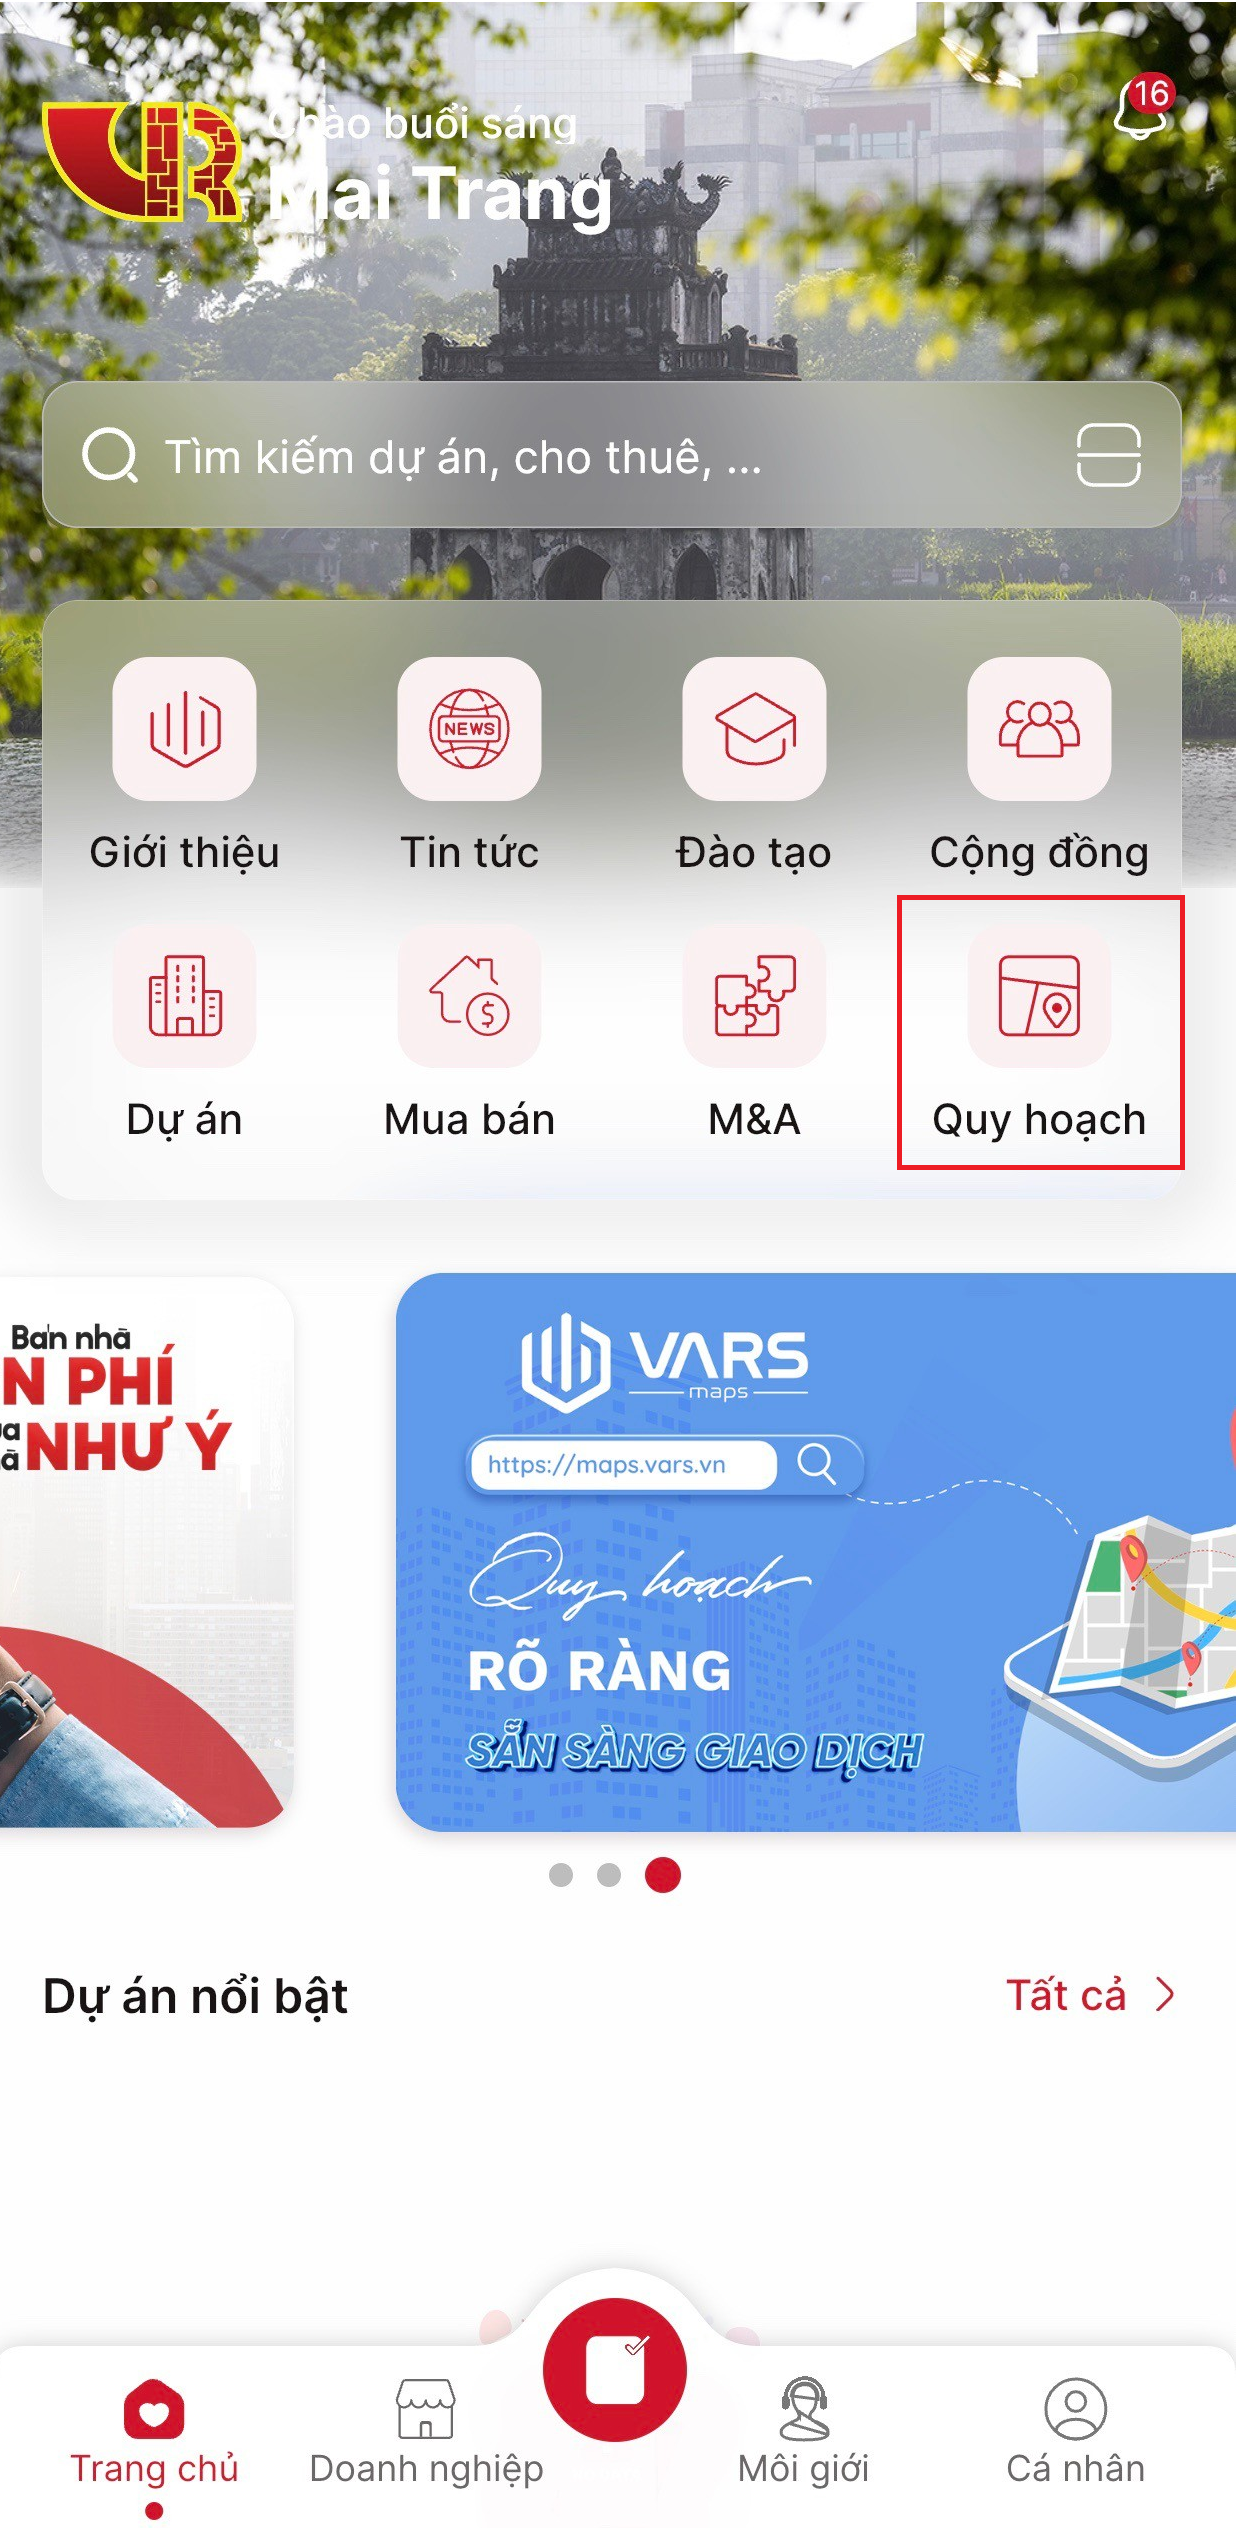 Chào buổi sáng
16
Mai Trang
Tìm kiếm dự án, cho thuê, ...
NEWS
Giới thiệu
Tin tức
Đào tạo
Cộng đồng
Dự án
Mua bán
M&A
Quy hoạch
Bán nhà
N PHÍ
NHƯ Ý
VARS
maps
https://maps.vars.vn
Quy hoạch
RÕ RÀNG
SẴN SÀNG GIAO DỊCH
Dự án nổi bật
Tất cả
Trang chủ
Doanh nghiệp
Môi giới
Cá nhân